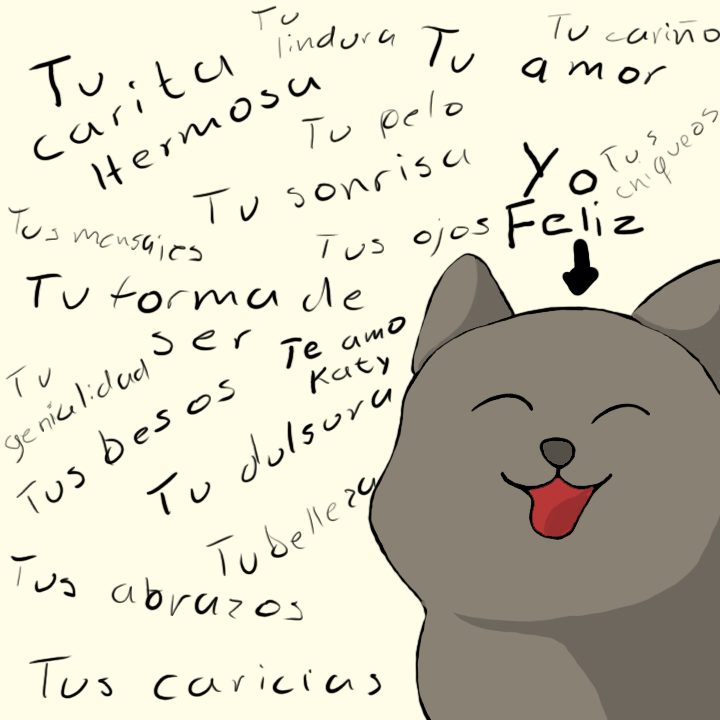 Tu
lindura
Tu cariño
Tu
amor
Tu carita
Hermosa
Tu pelo
Tus
chiqueos
Yo
Feliz
Tu sonrisa
Tus mensajes
Tus ojos
Tu forma de
ser
Te amo
Katy
Tu
genialidad
Tus besos
Tu dulsura
Tu belleza
Tus abrazos
Tus caricias